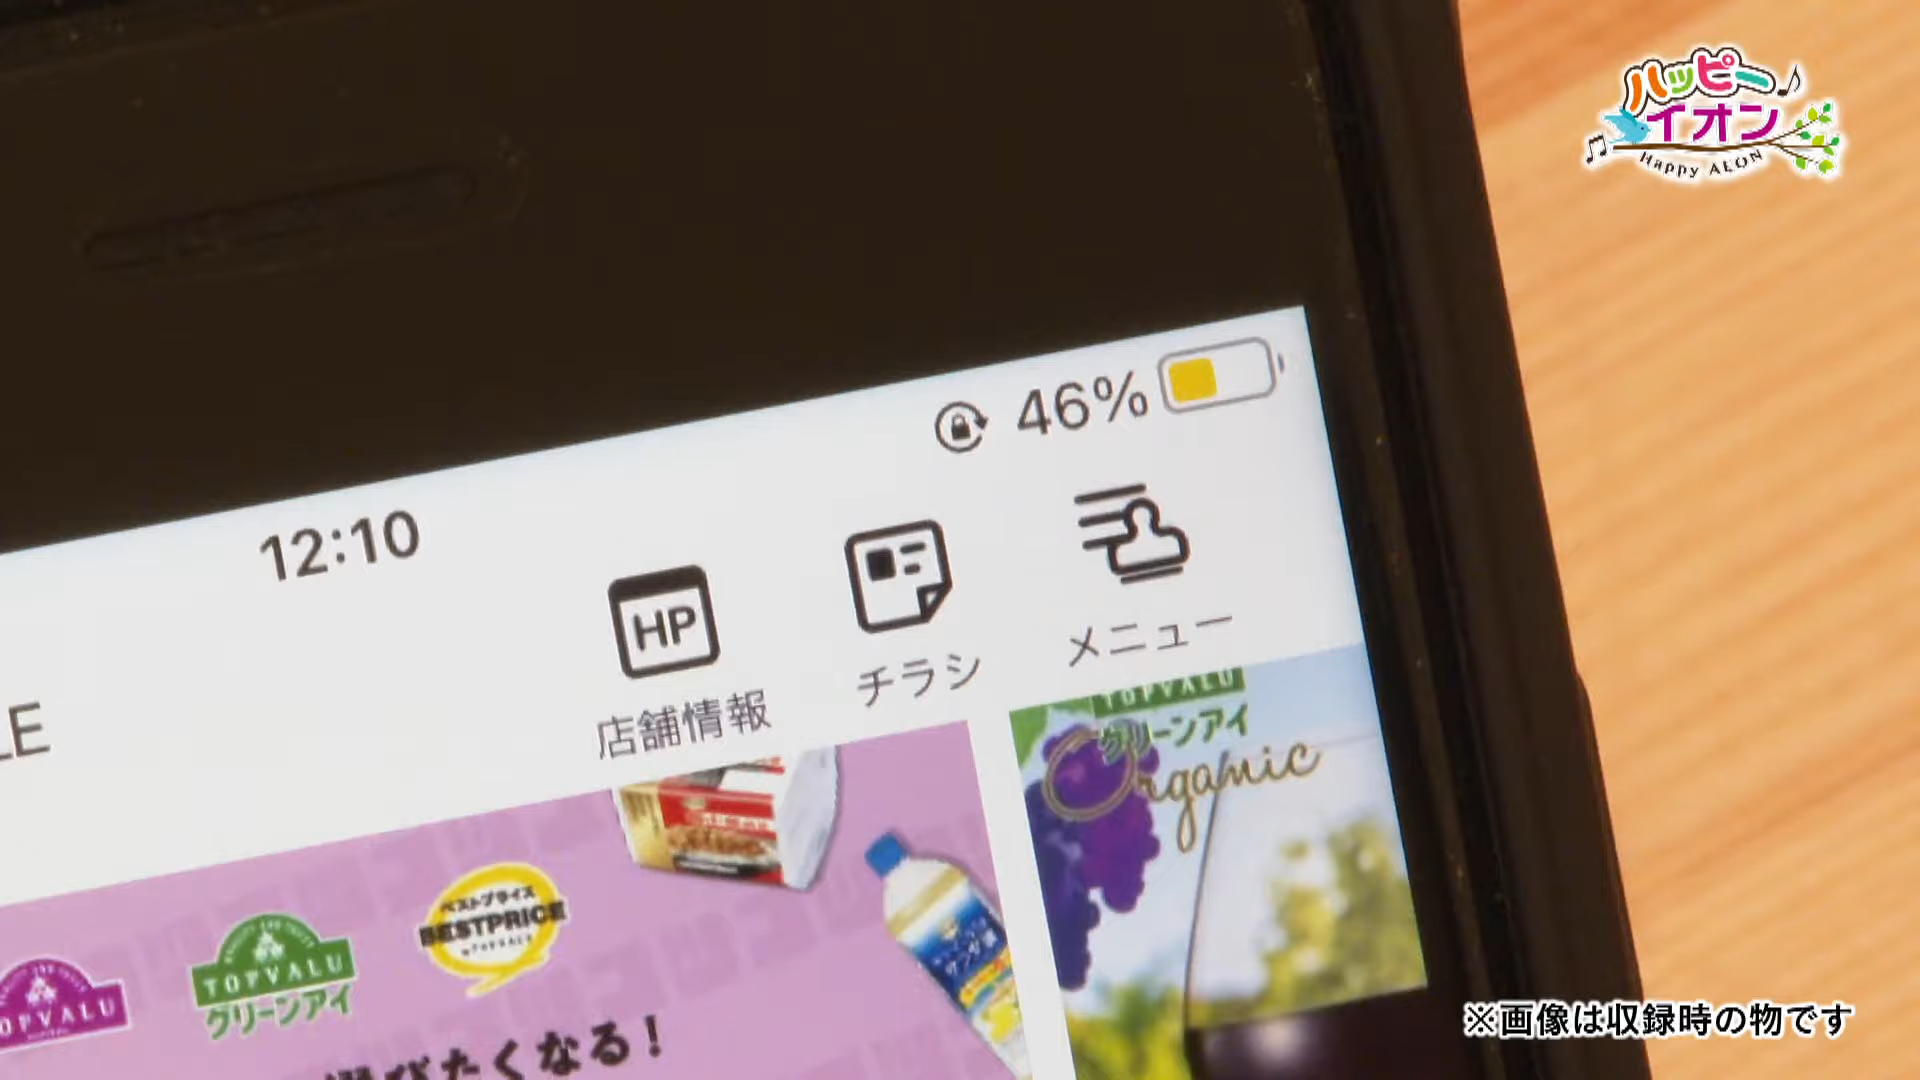 ハッピー
イオン
Happy AEON
46%
12:10
HP
店舗情報
チラシ
メニュー
LE
TOPVALU
グリーンアイ
Organic
ベストプライス
BESTPRICE
by TOPVALU
TOPVALU
グリーンアイ
TOPVALU
びたくなる!
※画像は収録時の物です